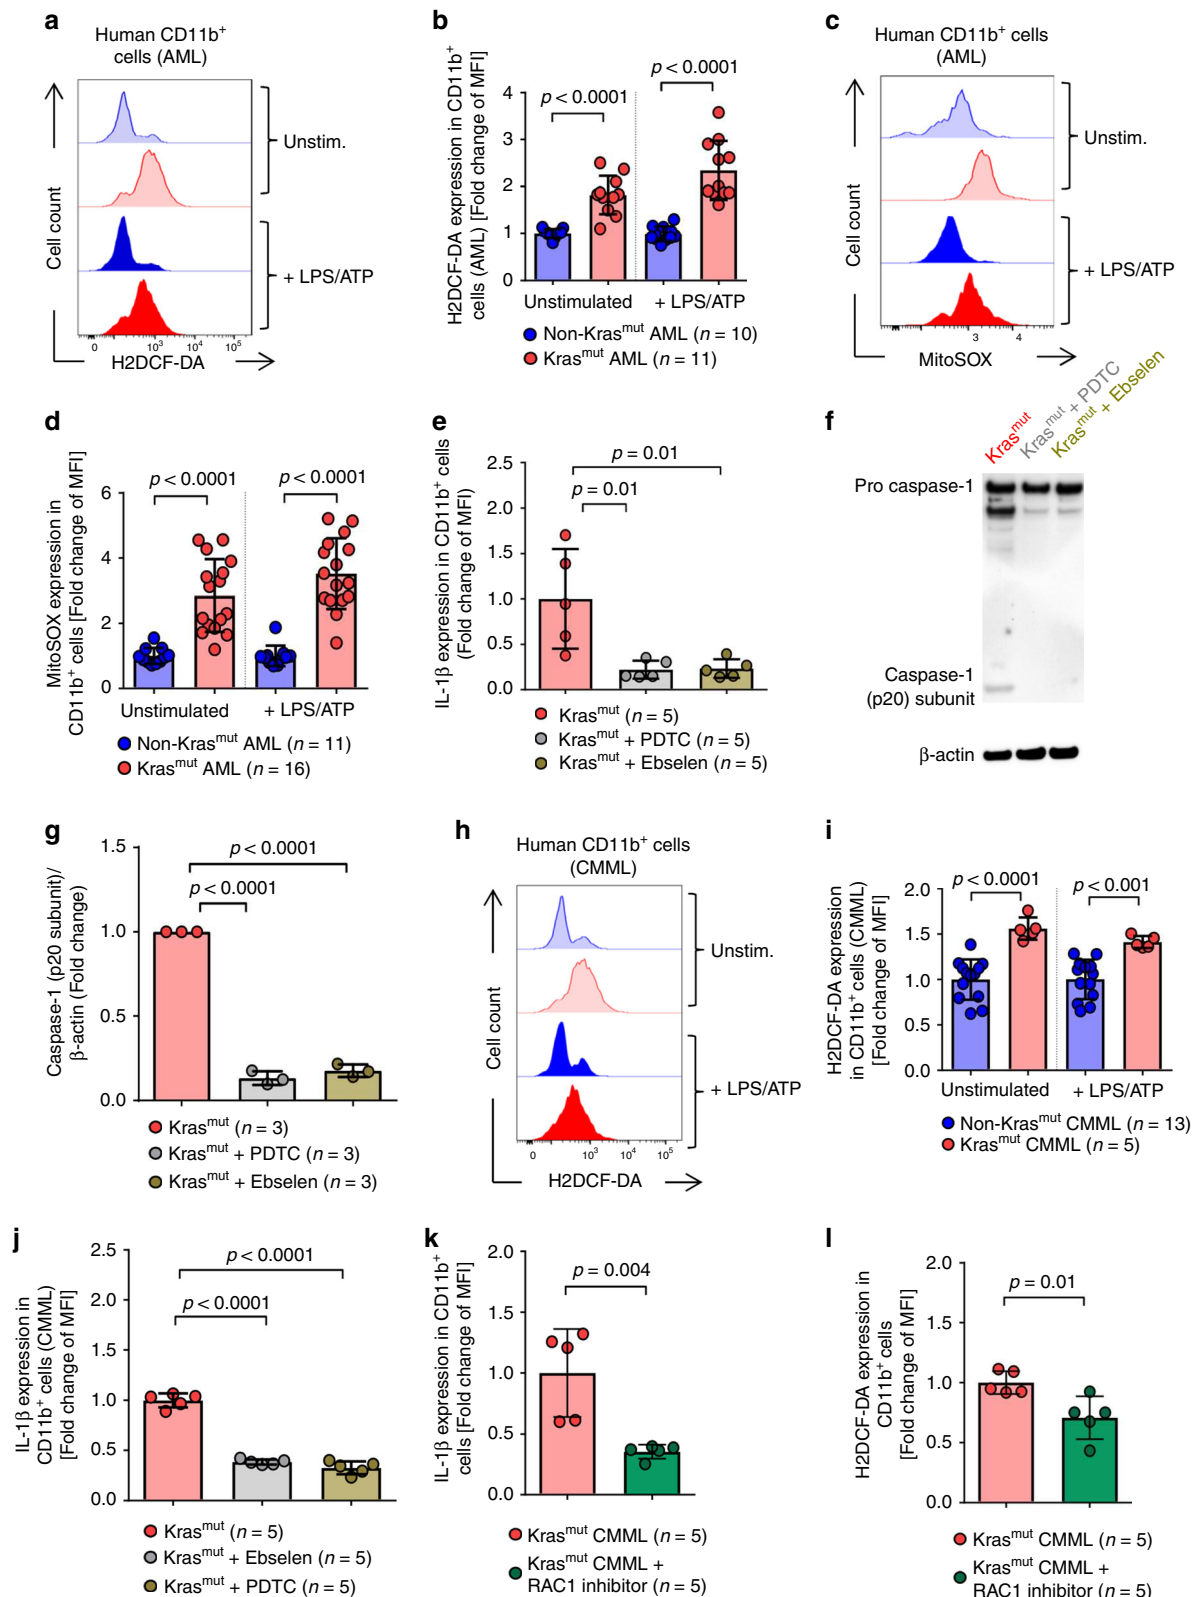 a
Human CD11b+
cells (AML)
Cell count
Unstim.
+ LPS/ATP
0 10³ 10⁴ 10⁵
H2DCF-DA
b
H2DCF-DA expression in CD11b+
cells (AML) [Fold change of MFI]
p < 0.0001
p < 0.0001
4
3
2
1
0
Unstimulated + LPS/ATP
Non-Krasmut AML (n = 10)
Krasmut AML (n = 11)
c
Human CD11b+ cells
(AML)
Cell count
Unstim.
+ LPS/ATP
3 4
MitoSOX
d
MitoSOX expression in
CD11b+ cells [Fold change of MFI]
p < 0.0001 p < 0.0001
6
4
2
0
Unstimulated + LPS/ATP
Non-Krasmut AML (n = 11)
Krasmut AML (n = 16)
e
IL-1β expression in CD11b+ cells
(Fold change of MFI)
2.5
2.0
1.5
1.0
0.5
0.0
p = 0.01
p = 0.01
Krasmut (n = 5)
Krasmut + PDTC (n = 5)
Krasmut + Ebselen (n = 5)
f
Krasmut
Krasmut + PDTC
Krasmut + Ebselen
Pro caspase-1
Caspase-1
(p20) subunit
β-actin
g
Caspase-1 (p20 subunit)/
β-actin (Fold change)
1.5
1.0
0.5
0.0
p < 0.0001
p < 0.0001
Krasmut (n = 3)
Krasmut + PDTC (n = 3)
Krasmut + Ebselen (n = 3)
h
Human CD11b+ cells
(CMML)
Cell count
Unstim.
+ LPS/ATP
0 10³ 10⁴ 10⁵
H2DCF-DA
i
H2DCF-DA expression
in CD11b+ cells (CMML)
[Fold change of MFI]
p < 0.0001 p < 0.001
2.0
1.5
1.0
0.5
0.0
Unstimulated + LPS/ATP
Non-Krasmut CMML (n = 13)
Krasmut CMML (n = 5)
j
IL-1β expression in
CD11b+ cells (CMML)
[Fold change of MFI]
2.5
2.0
1.5
1.0
0.5
0.0
p < 0.0001
p < 0.0001
Krasmut (n = 5)
Krasmut + Ebselen (n = 5)
Krasmut + PDTC (n = 5)
k
IL-1β expression in CD11b+
cells [Fold change of MFI]
2.0
1.5
1.0
0.5
0.0
p = 0.004
Krasmut CMML (n = 5)
Krasmut CMML +
RAC1 inhibitor (n = 5)
l
H2DCF-DA expression in
CD11b+ cells
[Fold change of MFI]
2.0
1.5
1.0
0.5
0.0
p = 0.01
Krasmut CMML (n = 5)
Krasmut CMML +
RAC1 inhibitor (n = 5)